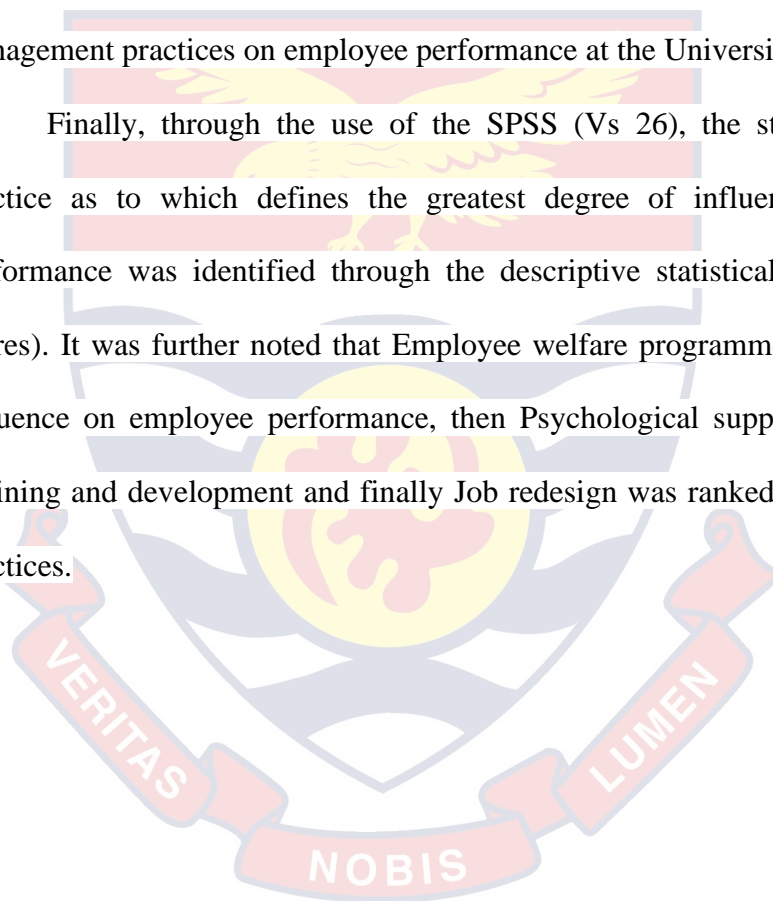 nagement practices on employee performance at the Universi
Finally, through the use of the SPSS (Vs 26), the st
ctice as to which defines the greatest degree of influen
formance was identified through the descriptive statistical
res). It was further noted that Employee welfare programm
uence on employee performance, then Psychological supp
ining and development and finally Job redesign was ranked
ctices.
VERITAS
NOBIS
LUMEN